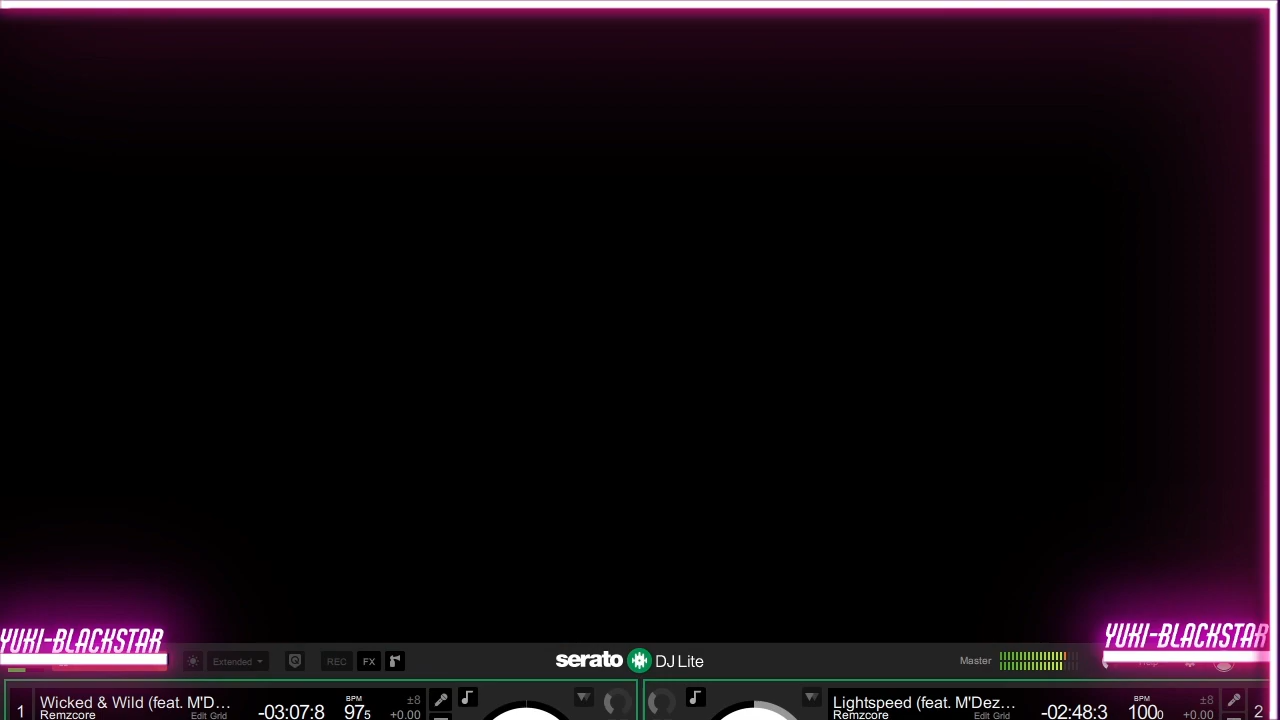 YUKI-BLACKSTAR
YUKI-BLACKSTAR
Extended
REC
FX
serato DJ Lite
Master
Help
1
Wicked & Wild (feat. M'D...
Remzcore
Edit Grid
-03:07:8
BPM
97.5
±8
+0.00
Lightspeed (feat. M'Dez...
Remzcore
Edit Grid
-02:48:3
BPM
100.0
±8
+0.00
2